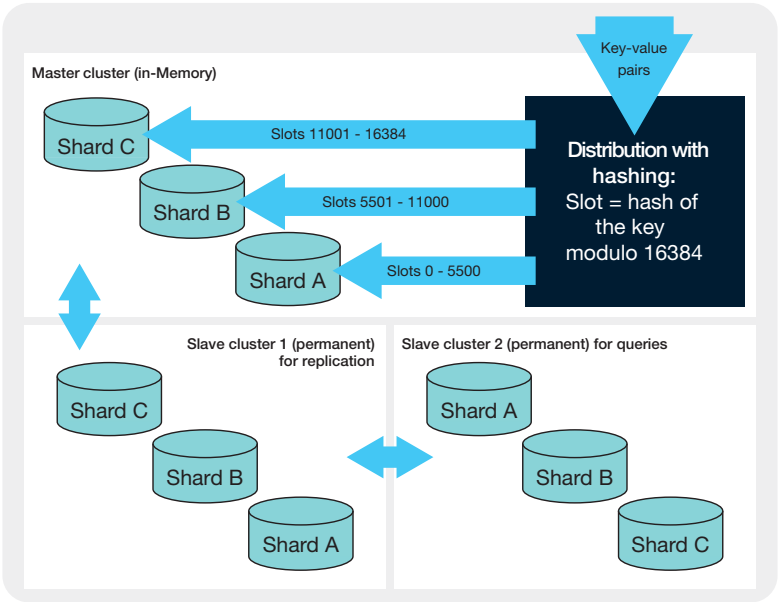 Key-value
pairs
Master cluster (in-Memory)
Shard C
Slots 11001 - 16384
Distribution with
hashing:
Slot = hash of
the key
modulo 16384
Shard B
Slots 5501 - 11000
Shard A
Slots 0 - 5500
Slave cluster 1 (permanent)
for replication
Shard C
Shard B
Shard A
Slave cluster 2 (permanent) for queries
Shard A
Shard B
Shard C